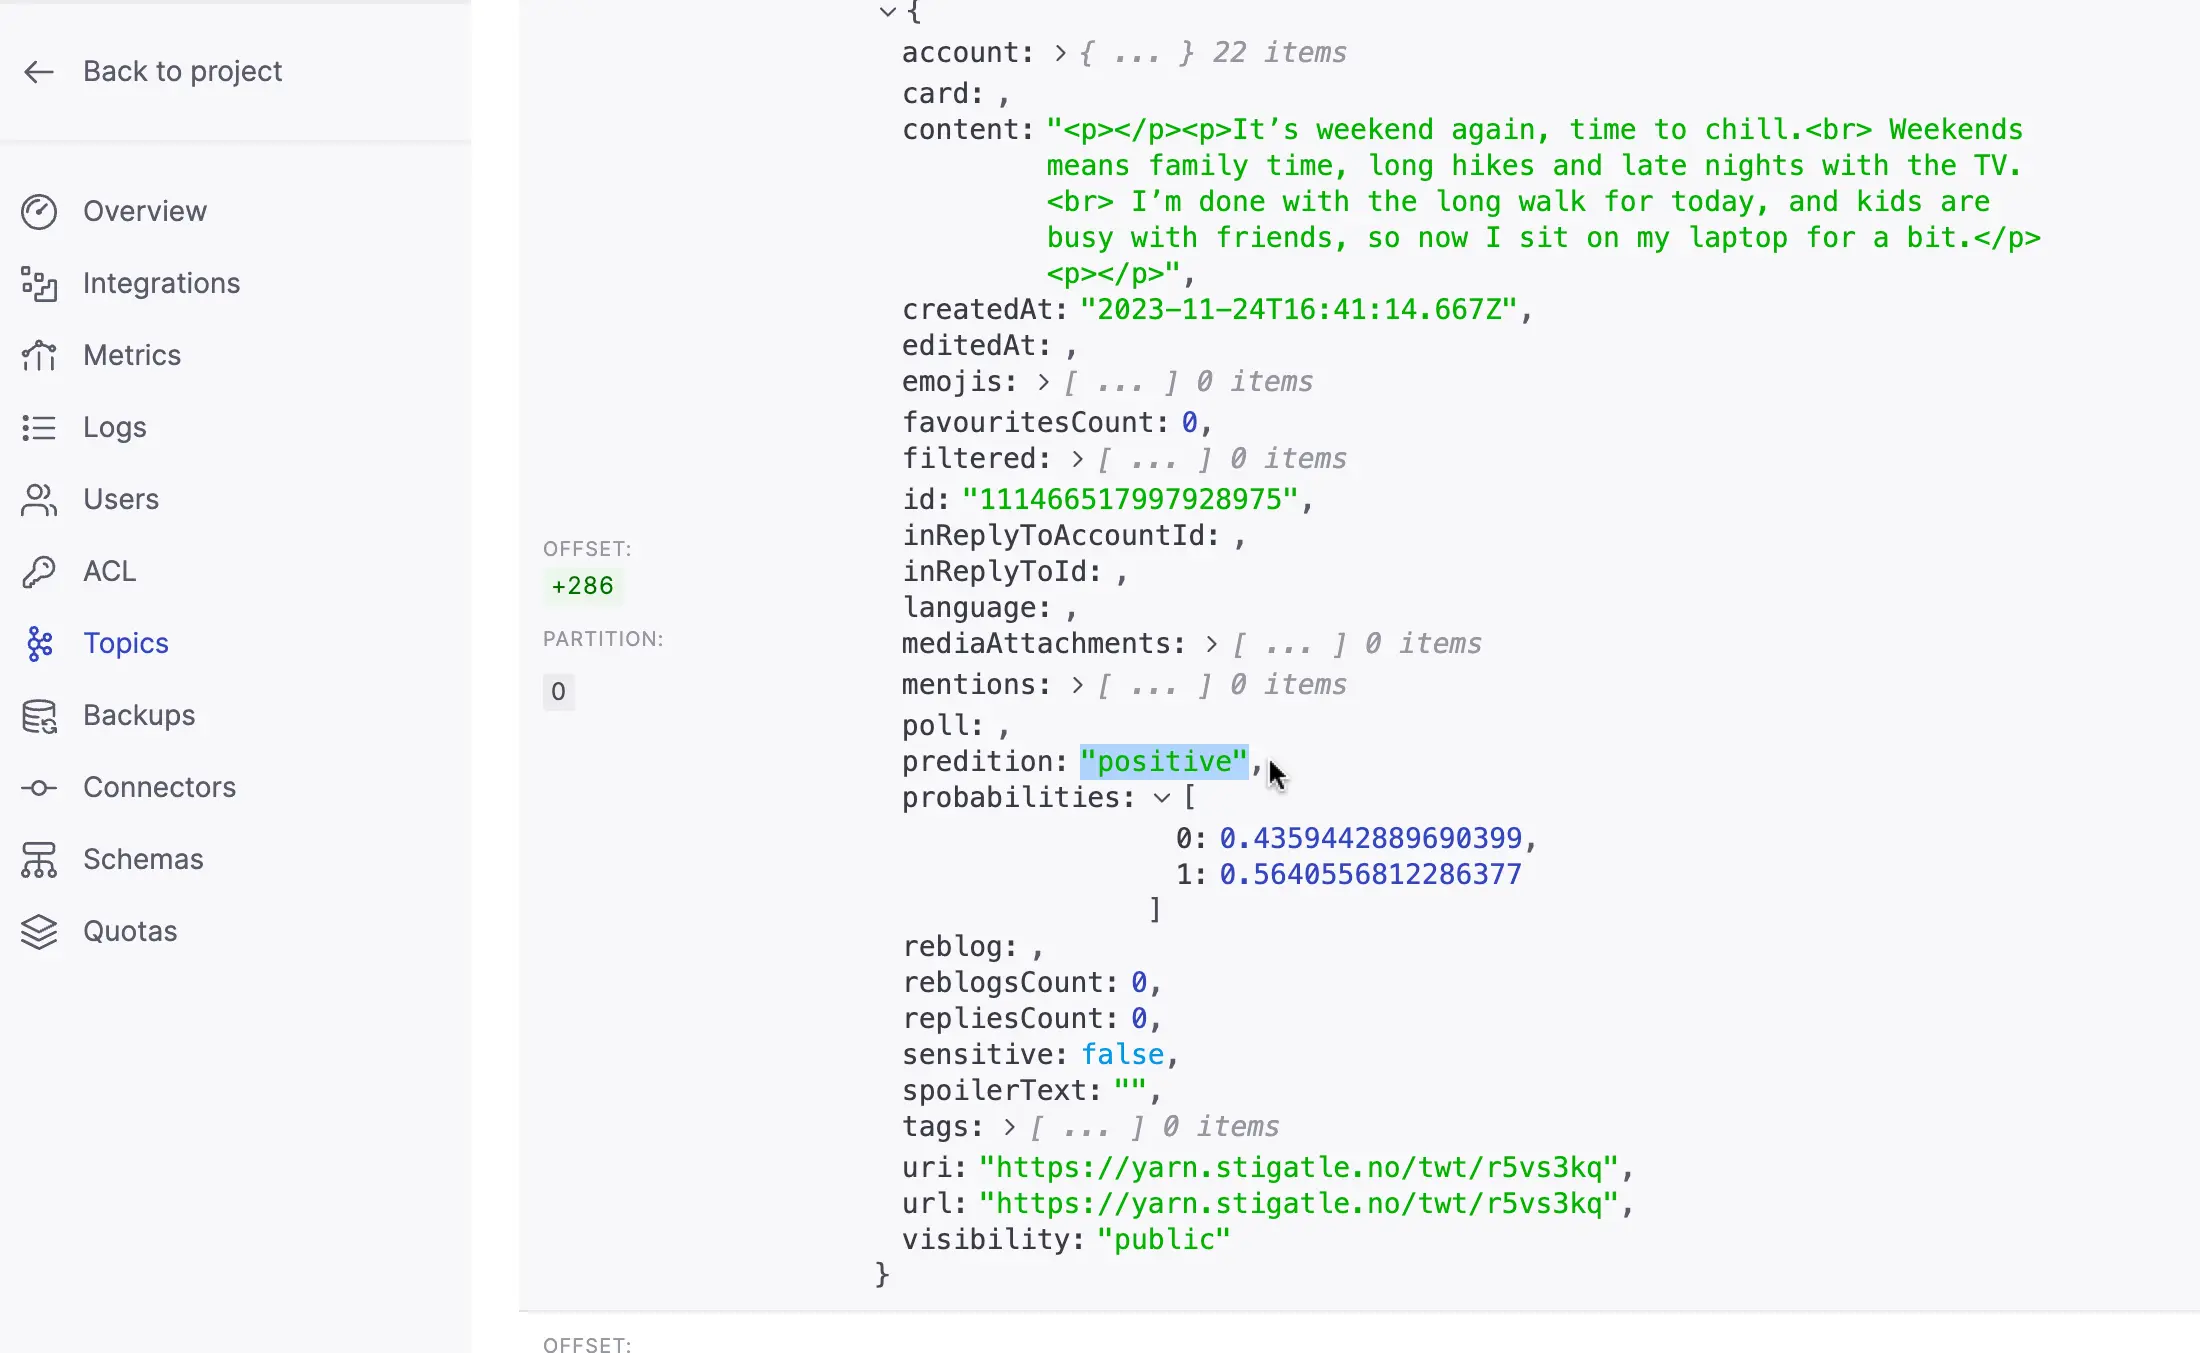 Back to project
Overview
Integrations
Metrics
Logs
Users
ACL
Topics
Backups
Connectors
Schemas
Quotas
OFFSET:
+286
PARTITION:
0
{
account: { ... } 22 items
card: ,
content: "<p></p><p>It’s weekend again, time to chill.<br> Weekends
means family time, long hikes and late nights with the TV.
<br> I’m done with the long walk for today, and kids are
busy with friends, so now I sit on my laptop for a bit.</p>
<p></p>",
createdAt: "2023-11-24T16:41:14.667Z",
editedAt: ,
emojis: [ ... ] 0 items
favouritesCount: 0,
filtered: [ ... ] 0 items
id: "111466517997928975",
inReplyToAccountId: ,
inReplyToId: ,
language: ,
mediaAttachments: [ ... ] 0 items
mentions: [ ... ] 0 items
poll: ,
predition: "positive",
probabilities: [
0: 0.4359442889690399,
1: 0.5640556812286377
]
reblog: ,
reblogsCount: 0,
repliesCount: 0,
sensitive: false,
spoilerText: "",
tags: [ ... ] 0 items
uri: "https://yarn.stigatle.no/twt/r5vs3kq",
url: "https://yarn.stigatle.no/twt/r5vs3kq",
visibility: "public"
}
OFFSET: